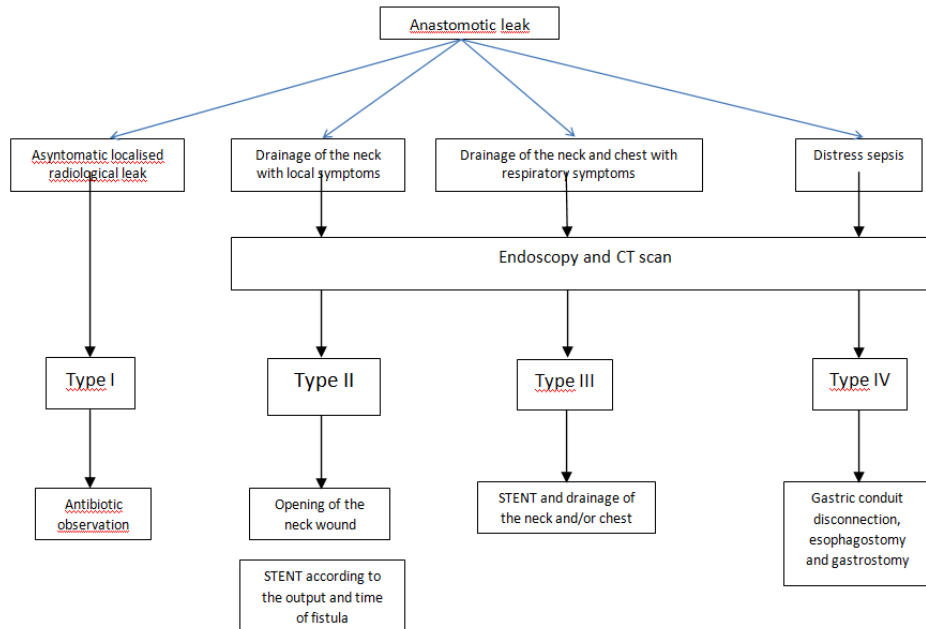 Anastomotic leak
Asyntomatic localised
radiological leak
Drainage of the neck
with local symptoms
Drainage of the neck and chest with
respiratory symptoms
Distress sepsis
Endoscopy and CT scan
Type I
Type II
Type III
Type IV
Antibiotic
observation
Opening of the
neck wound
STENT and drainage of
the neck and/or chest
Gastric conduit
disconnection,
esophagostomy
and gastrostomy
STENT according to
the output and time
of fistula